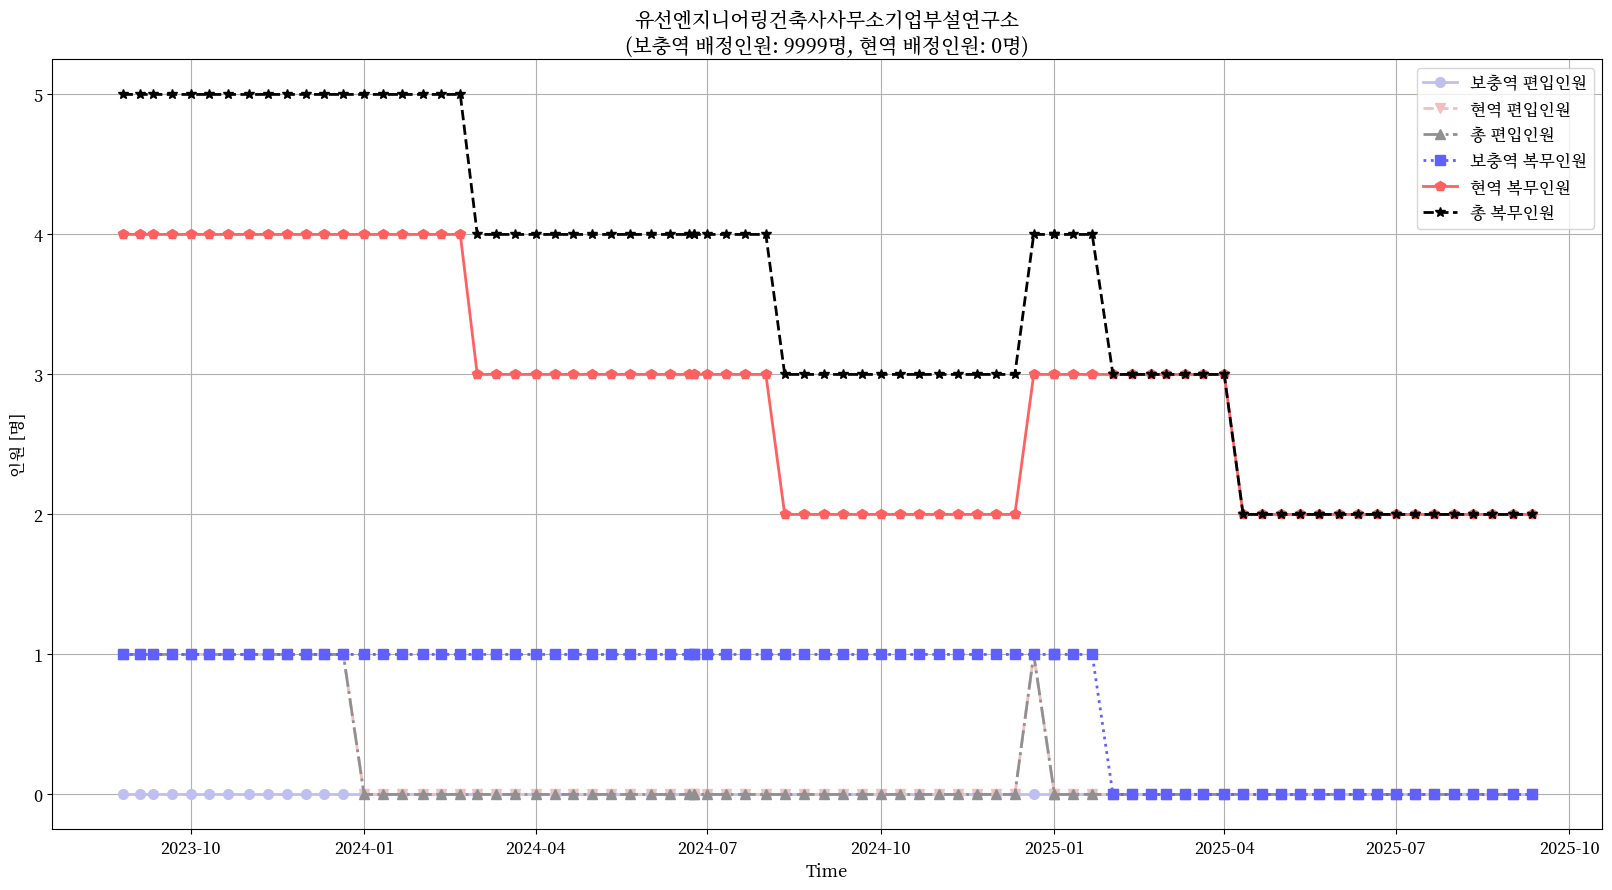 유선엔지니어링건축사사무소기업부설연구소
(보충역 배정인원: 9999명, 현역 배정인원: 0명)
보충역 편입인원
현역 편입인원
총 편입인원
보충역 복무인원
현역 복무인원
총 복무인원
인원 [명]
5
4
3
2
1
0
2023-10
2024-01
2024-04
2024-07
2024-10
2025-01
2025-04
2025-07
2025-10
Time